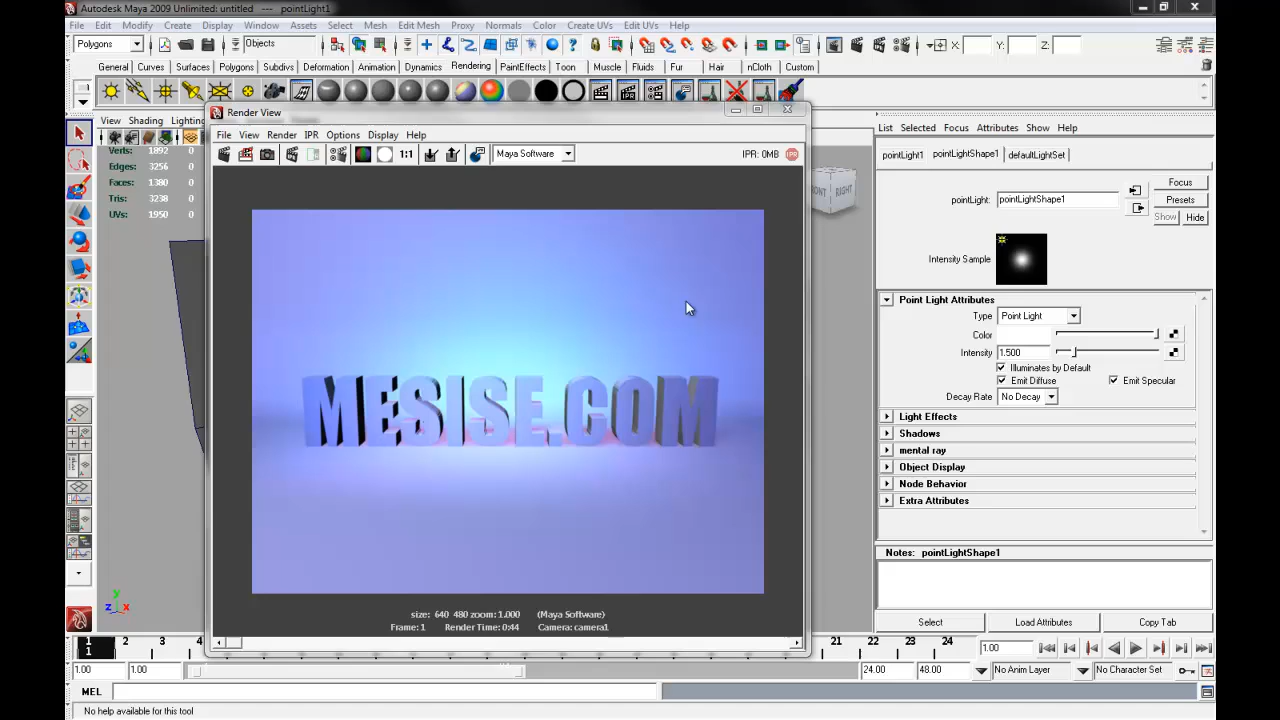 Autodesk Maya 2009 Unlimited: untitled --- pointLight1
File Edit Modify Create Display Window Assets Select Mesh Edit Mesh Proxy Normals Color Create UVs Edit UVs Help
Polygons Objects X: Y: Z:
General Curves Surfaces Polygons Subdivs Deformation Animation Dynamics Rendering PaintEffects Toon Muscle Fluids Fur Hair nCloth Custom
View Shading Lighting
Verts: 1892 0
Edges: 3256 0
Faces: 1380 0
Tris: 3238 0
UVs: 1950 0
Render View
File View Render IPR Options Display Help
1:1 Maya Software IPR: 0MB
MESISE.COM
size: 640 480 zoom: 1.000 (Maya Software)
Frame: 1 Render Time: 0:44 Camera: camera1
RIGHT
List Selected Focus Attributes Show Help
pointLight1 pointLightShape1 defaultLightSet
pointLight: pointLightShape1
Focus
Presets
Show Hide
Intensity Sample
Point Light Attributes
Type Point Light
Color
Intensity 1.500
Illuminates by Default
Emit Diffuse Emit Specular
Decay Rate No Decay
Light Effects
Shadows
mental ray
Object Display
Node Behavior
Extra Attributes
Notes: pointLightShape1
Select Load Attributes Copy Tab
1 2 3 4 21 22 23 24 1.00
1
1.00 1.00 24.00 48.00 No Anim Layer No Character Set
MEL
No help available for this tool